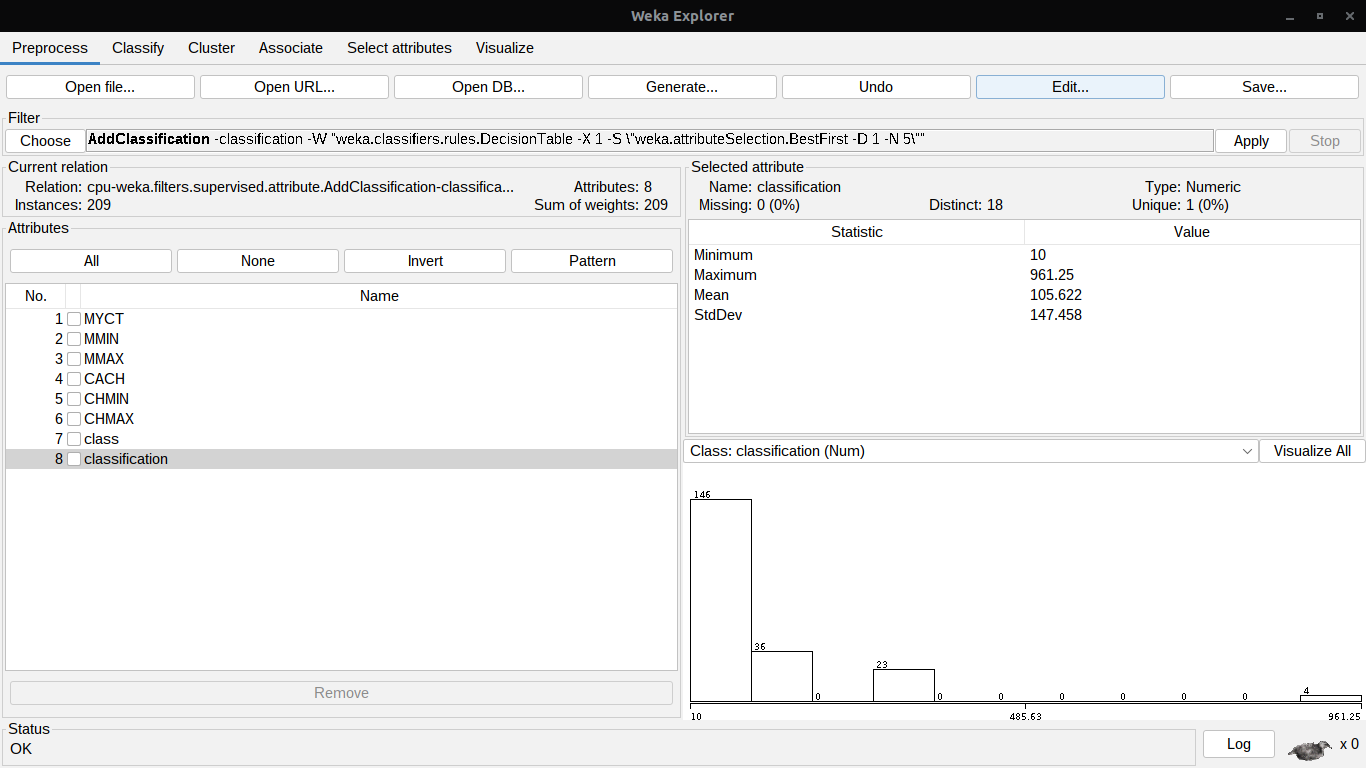 Weka Explorer
Preprocess Classify Cluster Associate Select attributes Visualize
Open file... Open URL... Open DB... Generate... Undo Edit... Save...
Filter
Choose AddClassification -classification -W "weka.classifiers.rules.DecisionTable -X 1 -S \"weka.attributeSelection.BestFirst -D 1 -N 5\"" Apply Stop
Current relation
Relation: cpu-weka.filters.supervised.attribute.AddClassification-classifica... Attributes: 8
Instances: 209 Sum of weights: 209
Attributes
All None Invert Pattern
No. Name
1 MYCT
2 MMIN
3 MMAX
4 CACH
5 CHMIN
6 CHMAX
7 class
8 classification
Remove
Selected attribute
Name: classification Type: Numeric
Missing: 0 (0%) Distinct: 18 Unique: 1 (0%)
Statistic Value
Minimum 10
Maximum 961.25
Mean 105.622
StdDev 147.458
Class: classification (Num) Visualize All
146
36
23
0 0 0 0 0 0 0 4
10 485.63 961.25
Status
OK
Log x 0